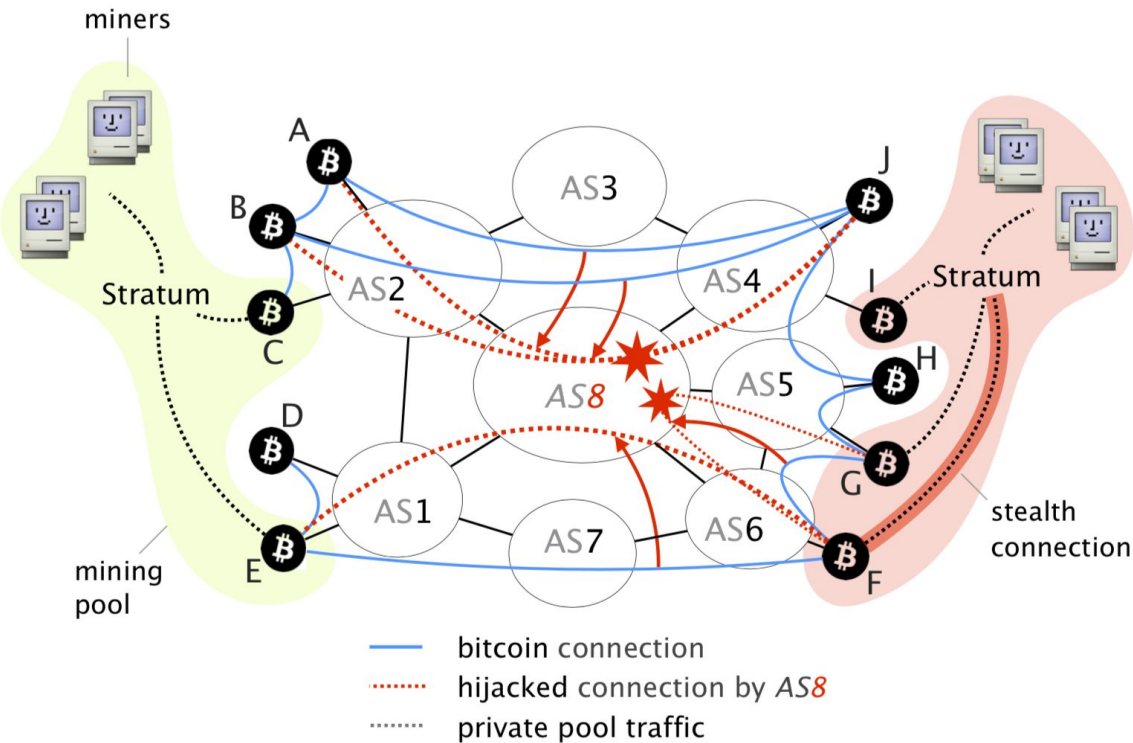 miners
A
B
C
D
E
J
I
H
G
F
AS3
AS2
AS4
AS8
AS5
AS1
AS7
AS6
Stratum
Stratum
mining
pool
stealth
connection
bitcoin connection
hijacked connection by AS8
private pool traffic